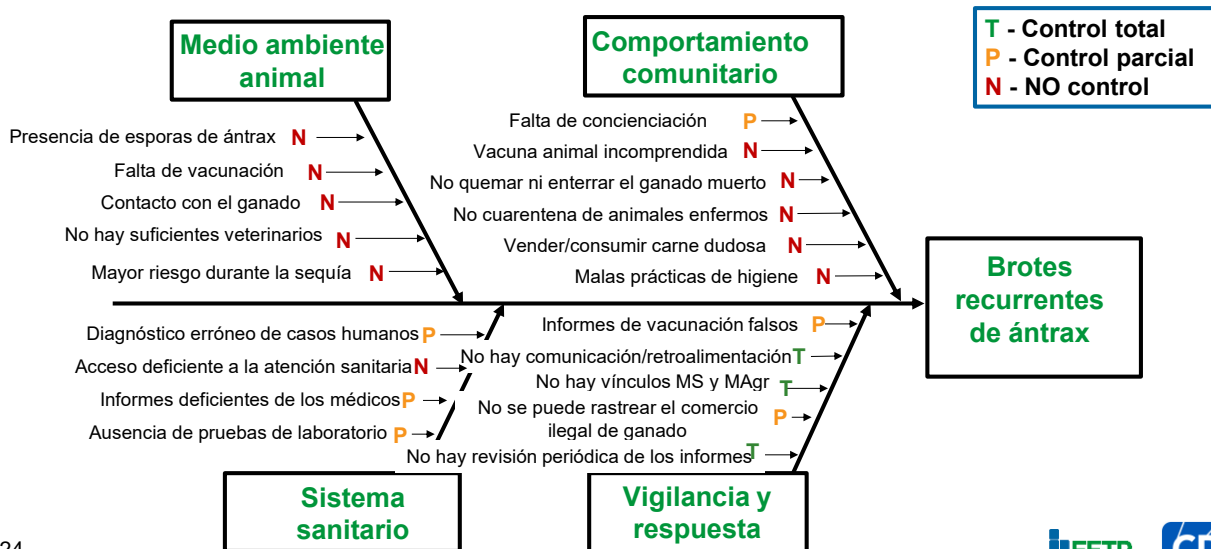 Medio ambiente
animal
Comportamiento
comunitario
T - Control total
P - Control parcial
N - NO control
Presencia de esporas de ántrax N
Falta de vacunación N
Contacto con el ganado N
No hay suficientes veterinarios N
Mayor riesgo durante la sequía N
Falta de concienciación P
Vacuna animal incomprendida N
No quemar ni enterrar el ganado muerto N
No cuarentena de animales enfermos N
Vender/consumir carne dudosa N
Malas prácticas de higiene N
Brotes
recurrentes
de ántrax
Diagnóstico erróneo de casos humanos P
Acceso deficiente a la atención sanitaria N
Informes deficientes de los médicos P
Ausencia de pruebas de laboratorio P
Informes de vacunación falsos P
No hay comunicación/retroalimentación T
No hay vínculos MS y MAgr T
No se puede rastrear el comercio P
ilegal de ganado
No hay revisión periódica de los informes T
Sistema
sanitario
Vigilancia y
respuesta
24